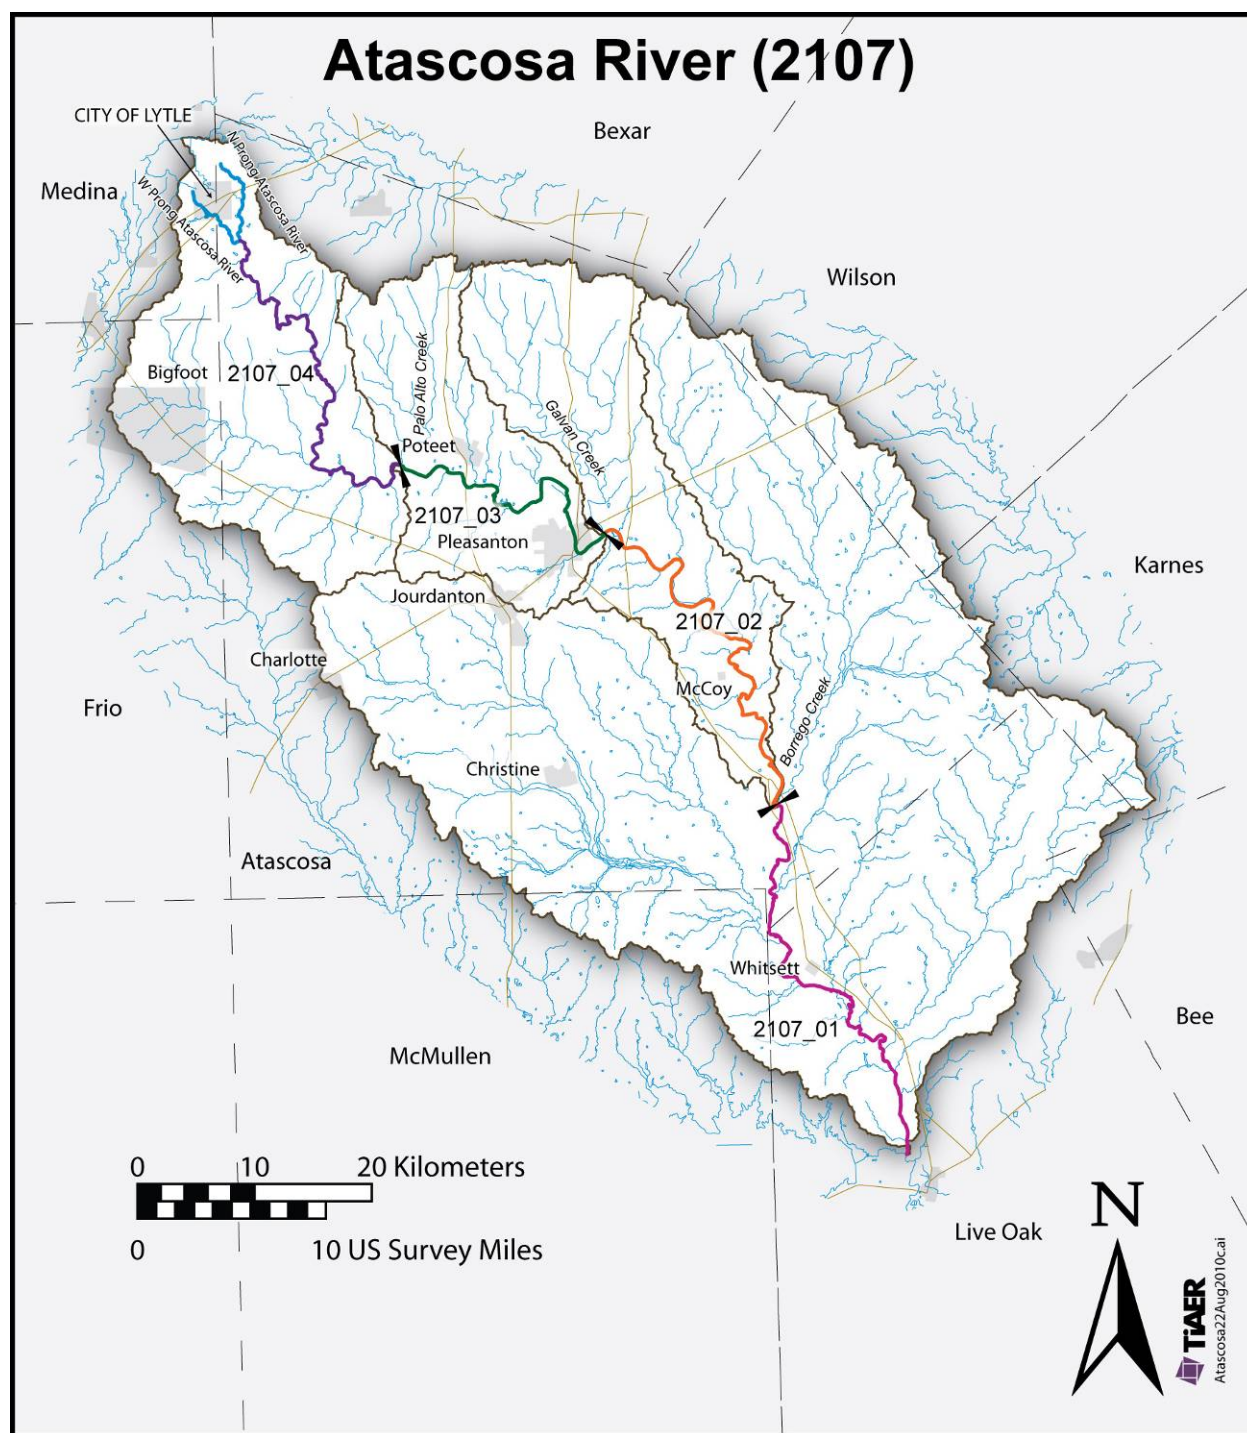 Atascosa River (2107)
CITY OF LYTLE
Bexar
Medina
N Prong Atascosa River
W Prong Atascosa River
Wilson
Bigfoot
2107_04
Palo Alto Creek
Galvan Creek
Poteet
2107_03
Pleasanton
Karnes
Jourdanton
2107_02
Charlotte
McCoy
Borrego Creek
Frio
Christine
Atascosa
Whitsett
2107_01
Bee
McMullen
0 10 20 Kilometers
0 10 US Survey Miles
Live Oak
N
TIAER
Atascosa22Aug2010c.ai